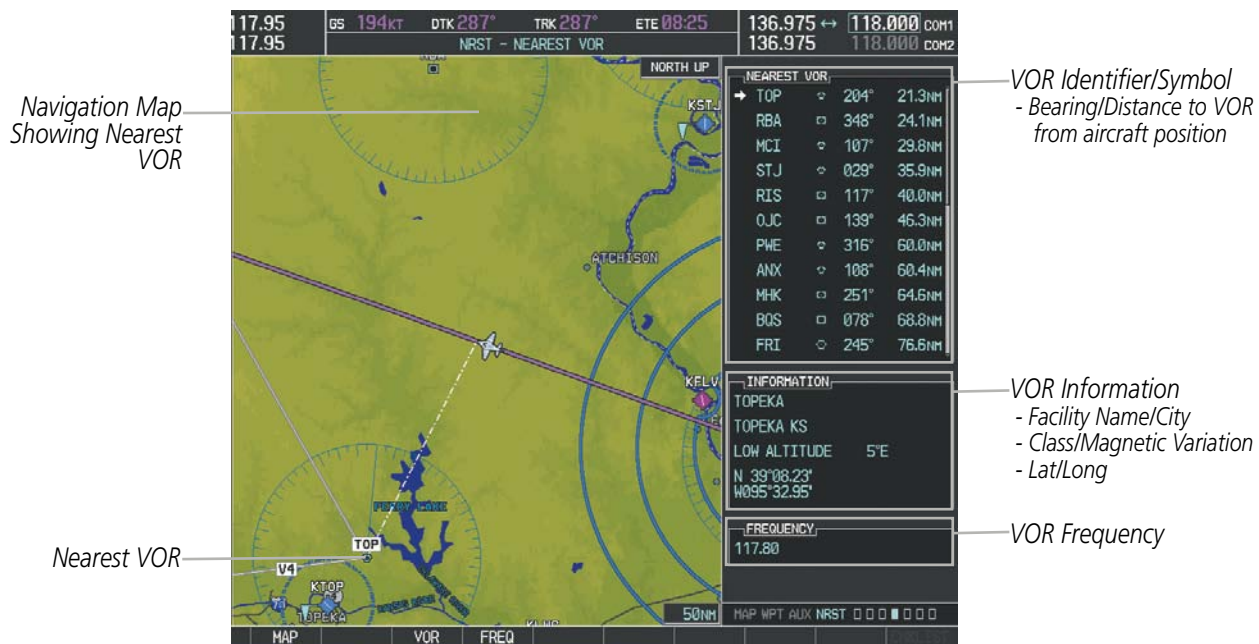 117.95 GS 194KT DTK 287° TRK 287° ETE 08:25 136.975 ↔ 118.000 COM1
117.95 NRST - NEAREST VOR 136.975 118.000 COM2
NORTH UP
Navigation Map
Showing Nearest
VOR
KSTJ
ATCHISON
KFLV
PERRY LAKE
TOP
Nearest VOR
V4
KTOP
TOPEKA
50NM
NEAREST VOR
TOP 204° 21.3NM
RBA 348° 24.1NM
MCI 107° 29.8NM
STJ 029° 35.9NM
RIS 117° 40.0NM
OJC 139° 46.3NM
PWE 316° 60.0NM
ANX 108° 60.4NM
MHK 251° 64.6NM
BQS 078° 68.8NM
FRI 245° 76.6NM
VOR Identifier/Symbol
- Bearing/Distance to VOR
from aircraft position
INFORMATION
TOPEKA
TOPEKA KS
LOW ALTITUDE 5°E
N 39°08.23'
W095°32.95'
VOR Information
- Facility Name/City
- Class/Magnetic Variation
- Lat/Long
FREQUENCY
117.80
VOR Frequency
MAP WPT AUX NRST
MAP VOR FREQ